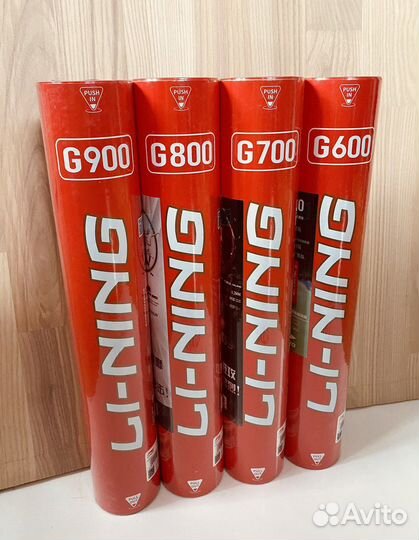 PUSH IN
G900
LI-NING
PUSH IN
G800
LI-NING
PUSH IN
G700
LI-NING
PUSH IN
G600
LI-NING
Avito